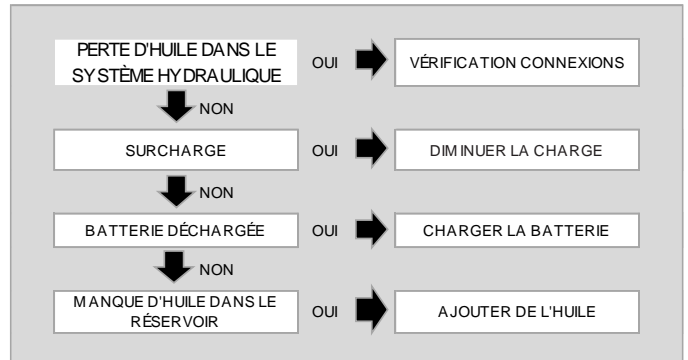 PERTE D'HUILE DANS LE
SYSTÈME HYDRAULIQUE
OUI
VÉRIFICATION CONNEXIONS
NON
SURCHARGE
OUI
DIMINUER LA CHARGE
NON
BATTERIE DÉCHARGÉE
OUI
CHARGER LA BATTERIE
NON
MANQUE D'HUILE DANS LE
RÉSERVOIR
OUI
AJOUTER DE L'HUILE